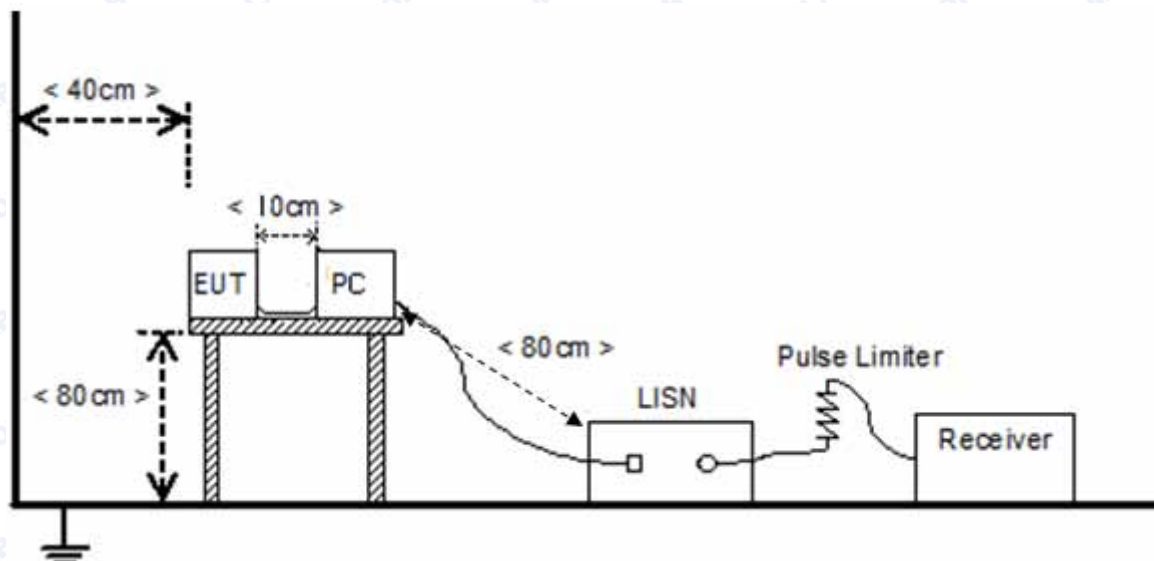 < 40cm >
< 10cm >
EUT
PC
< 80cm >
Pulse Limiter
< 80cm >
LISN
Receiver